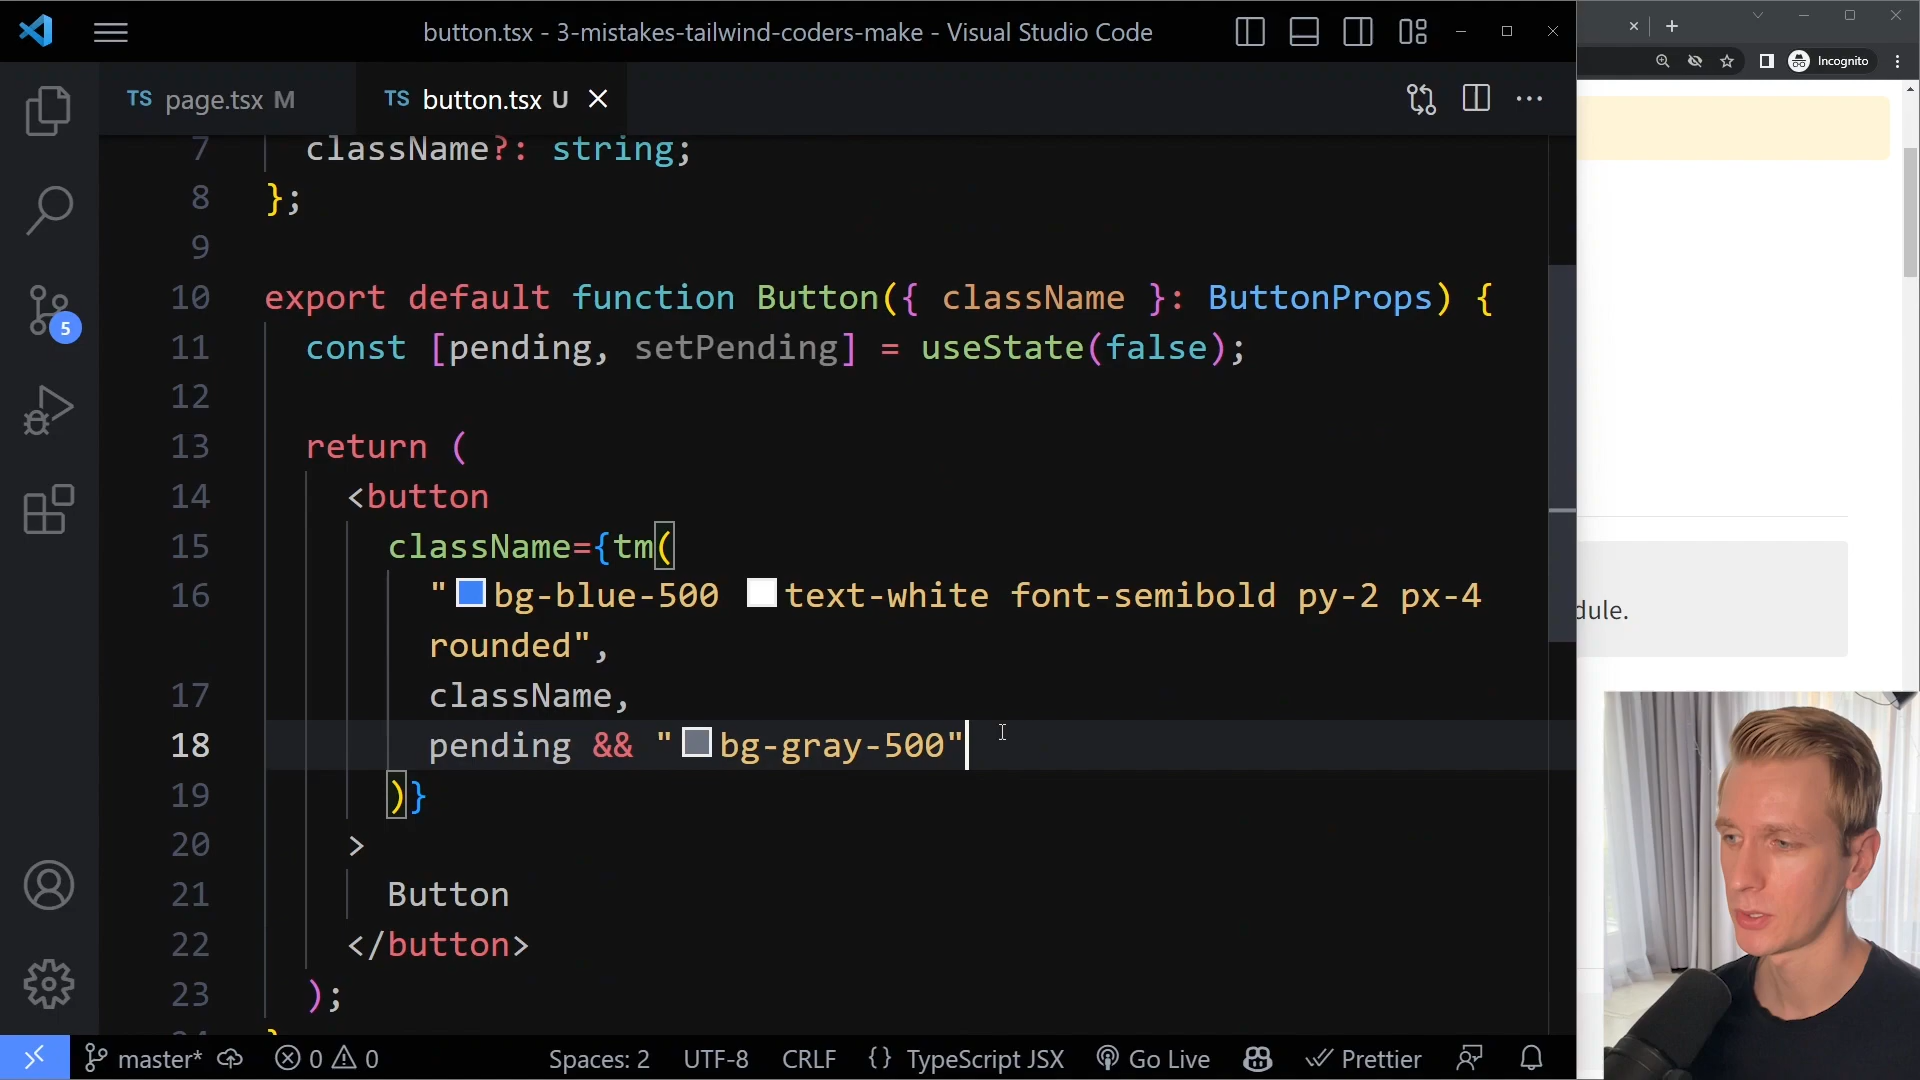 button.tsx - 3-mistakes-tailwind-coders-make - Visual Studio Code
Incognito
TS page.tsx M
TS button.tsx U
7 className?: string;
8 };
9
10 export default function Button({ className }: ButtonProps) {
11 const [pending, setPending] = useState(false);
12
13 return (
14 <button
15 className={tm(
16 "bg-blue-500 text-white font-semibold py-2 px-4
rounded",
17 className,
18 pending && "bg-gray-500"
19 )}
20 >
21 Button
22 </button>
23 );
5
dule.
master* 0 0 Spaces: 2 UTF-8 CRLF {} TypeScript JSX Go Live Prettier